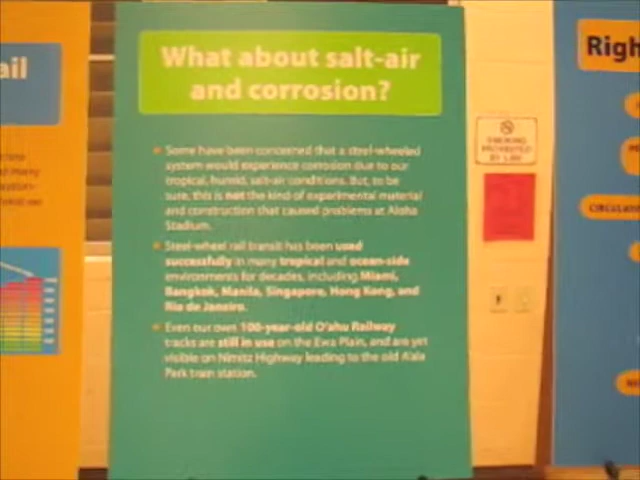 ail
What about salt-air
and corrosion?
Some have been concerned that a steel-wheeled
system would experience corrosion due to our
tropical, humid, salt-air conditions. But, to be
sure, this is not the kind of experimental material
and construction that caused problems at Aloha
Stadium.
Steel-wheel rail transit has been used
successfully in many tropical and ocean-side
environments for decades, including Miami,
Bangkok, Manila, Singapore, Hong Kong, and
Rio de Janeiro.
Even our own 100-year-old O'ahu Railway
tracks are still in use on the Ewa Plain, and are yet
visible on Nimitz Highway leading to the old A'ala
Park train station.
SMOKING
PROHIBITED
BY LAW
Righ
CIRCULA